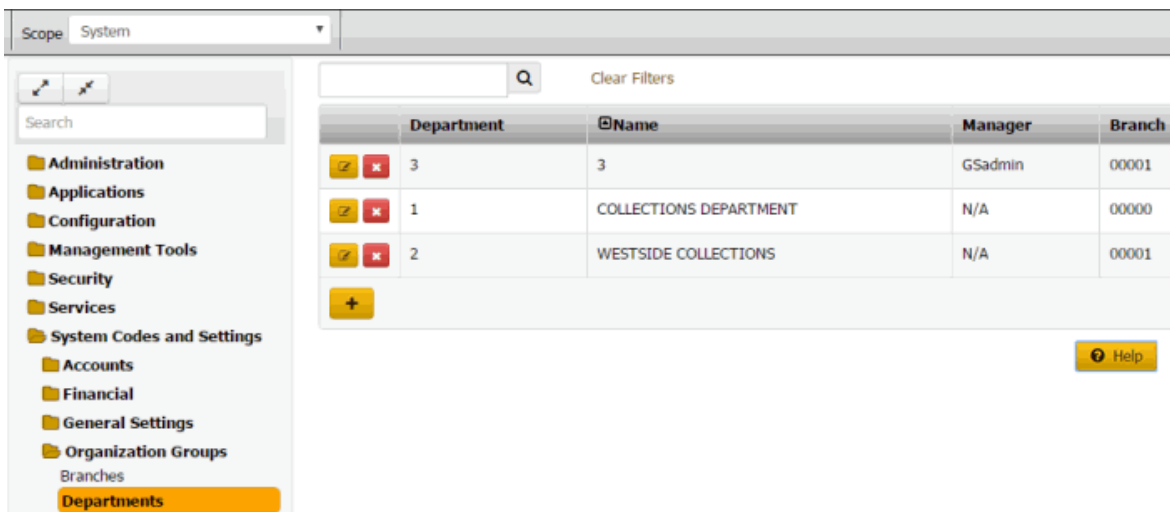 Scope System
Clear Filters
Search
Department Name Manager Branch
3 3 GSadmin 00001
1 COLLECTIONS DEPARTMENT N/A 00000
2 WESTSIDE COLLECTIONS N/A 00001
Help
Administration
Applications
Configuration
Management Tools
Security
Services
System Codes and Settings
Accounts
Financial
General Settings
Organization Groups
Branches
Departments